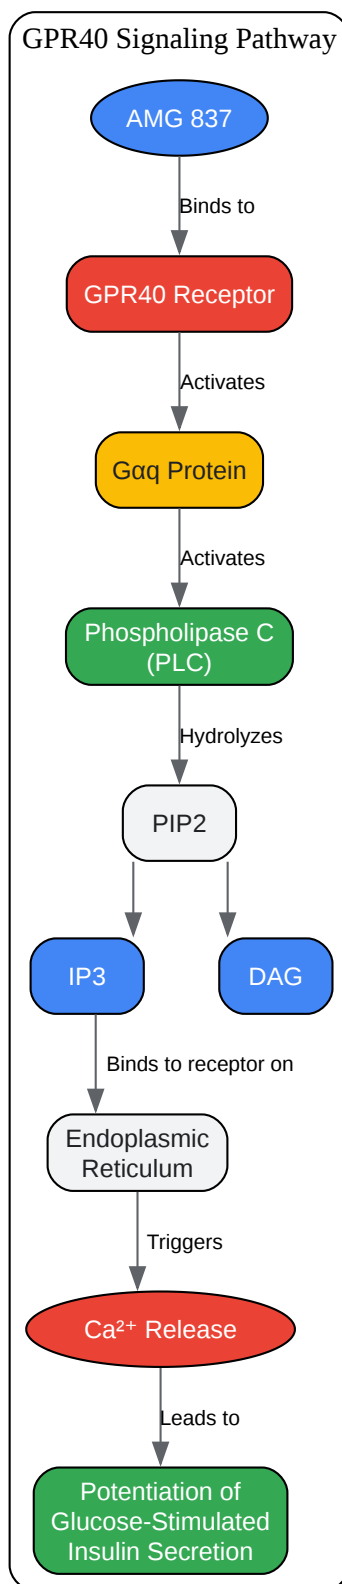 GPR40 Signaling Pathway
AMG 837
Binds to
GPR40 Receptor
Activates
Gαq Protein
Activates
Phospholipase C
(PLC)
Hydrolyzes
PIP2
IP3
DAG
Binds to receptor on
Endoplasmic
Reticulum
Triggers
Ca²⁺ Release
Leads to
Potentiation of
Glucose-Stimulated
Insulin Secretion